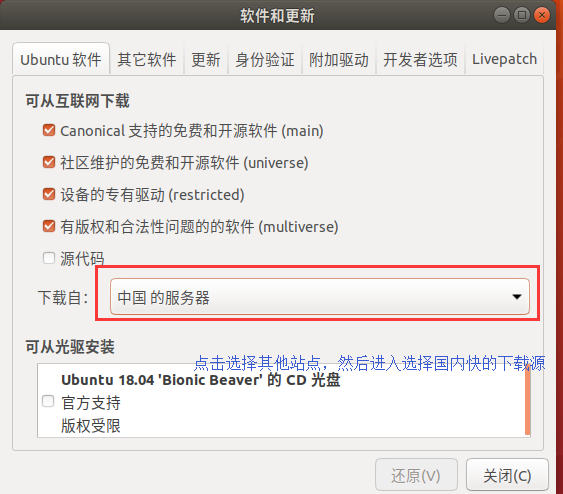 软件和更新
Ubuntu 软件 其它软件 更新 身份验证 附加驱动 开发者选项 Livepatch
可从互联网下载
Canonical 支持的免费和开源软件 (main)
社区维护的免费和开源软件 (universe)
设备的专有驱动 (restricted)
有版权和合法性问题的的软件 (multiverse)
源代码
下载自： 中国 的服务器
可从光驱安装
点击选择其他站点，然后进入选择国内快的下载源
Ubuntu 18.04 'Bionic Beaver' 的 CD 光盘
官方支持
版权受限
还原(V) 关闭(C)